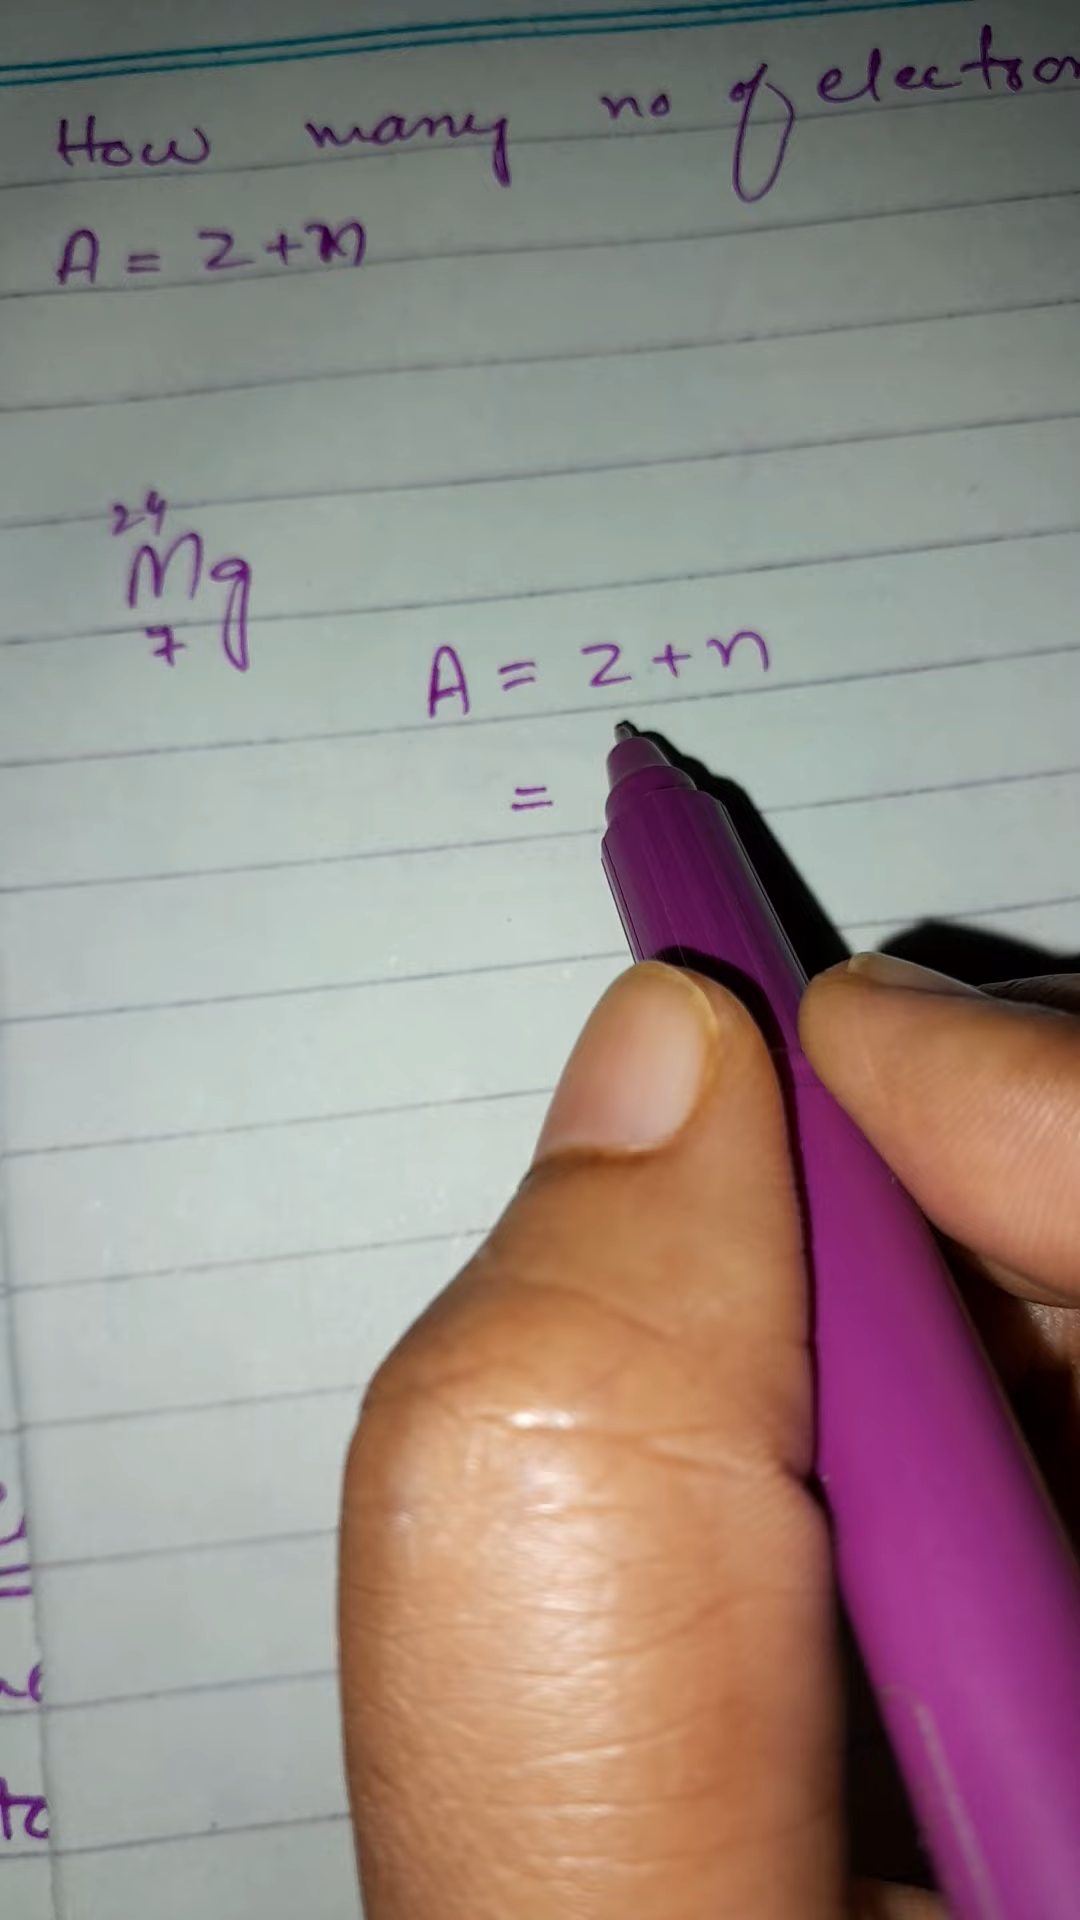 How many no of electron
A = Z + n
24
Mg
7
A = Z + n
=